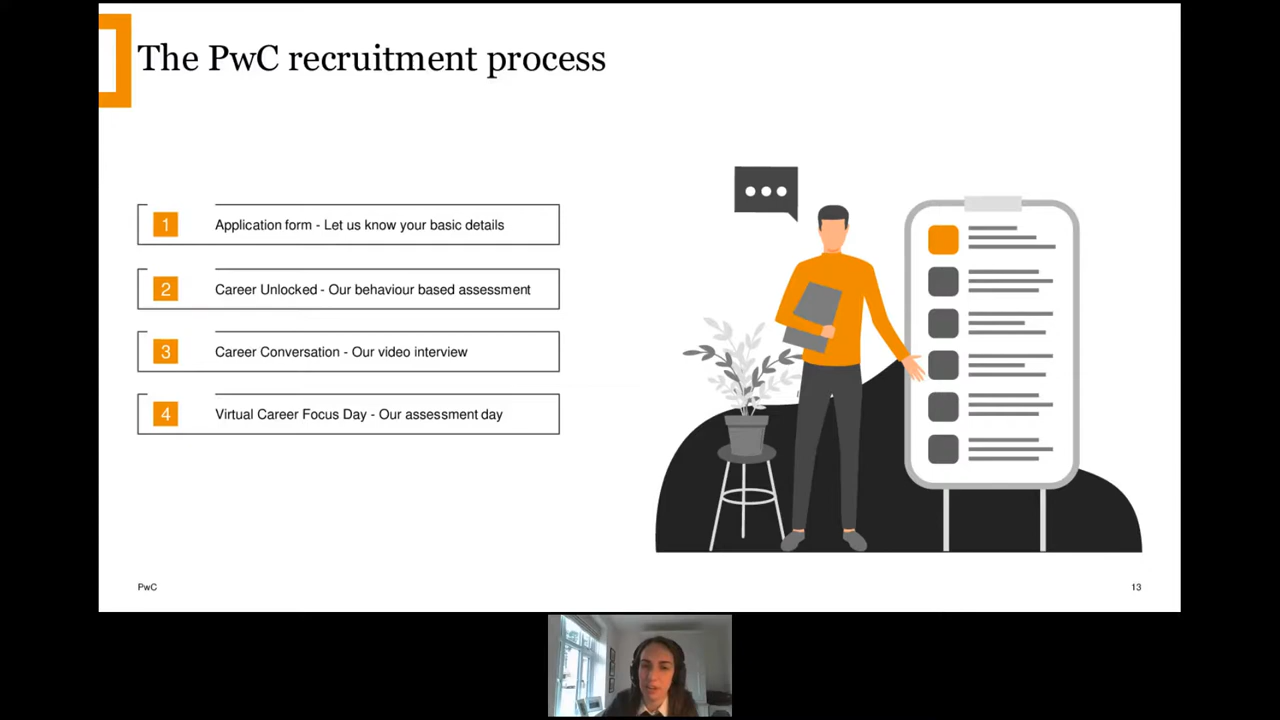 The PwC recruitment process
1 Application form - Let us know your basic details
2 Career Unlocked - Our behaviour based assessment
3 Career Conversation - Our video interview
4 Virtual Career Focus Day - Our assessment day
PwC
13